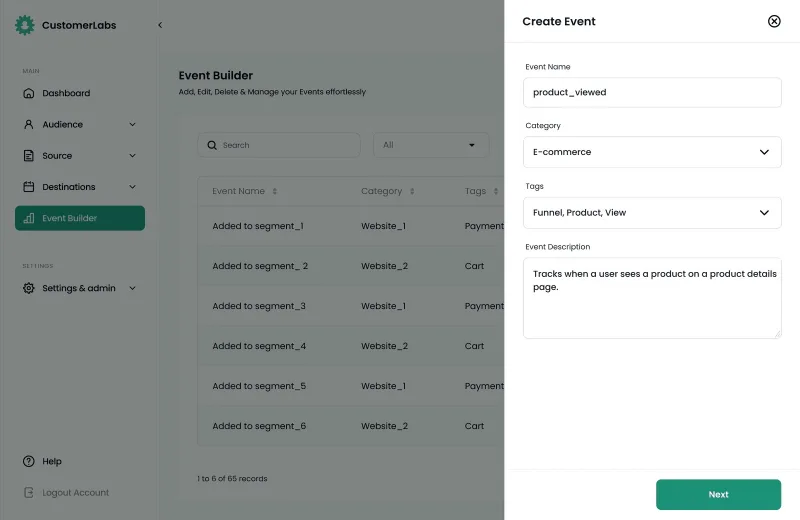 CustomerLabs
MAIN
Dashboard
Audience
Source
Destinations
Event Builder
SETTINGS
Settings & admin
Help
Logout Account
Event Builder
Add, Edit, Delete & Manage your Events effortlessly
Search
All
Event Name Category Tags
Added to segment_1 Website_1 Payment
Added to segment_ 2 Website_2 Cart
Added to segment_3 Website_1 Payment
Added to segment_4 Website_2 Cart
Added to segment_5 Website_1 Payment
Added to segment_6 Website_2 Cart
1 to 6 of 65 records
Create Event
Event Name
product_viewed
Category
E-commerce
Tags
Funnel, Product, View
Event Description
Tracks when a user sees a product on a product details
page.
Next